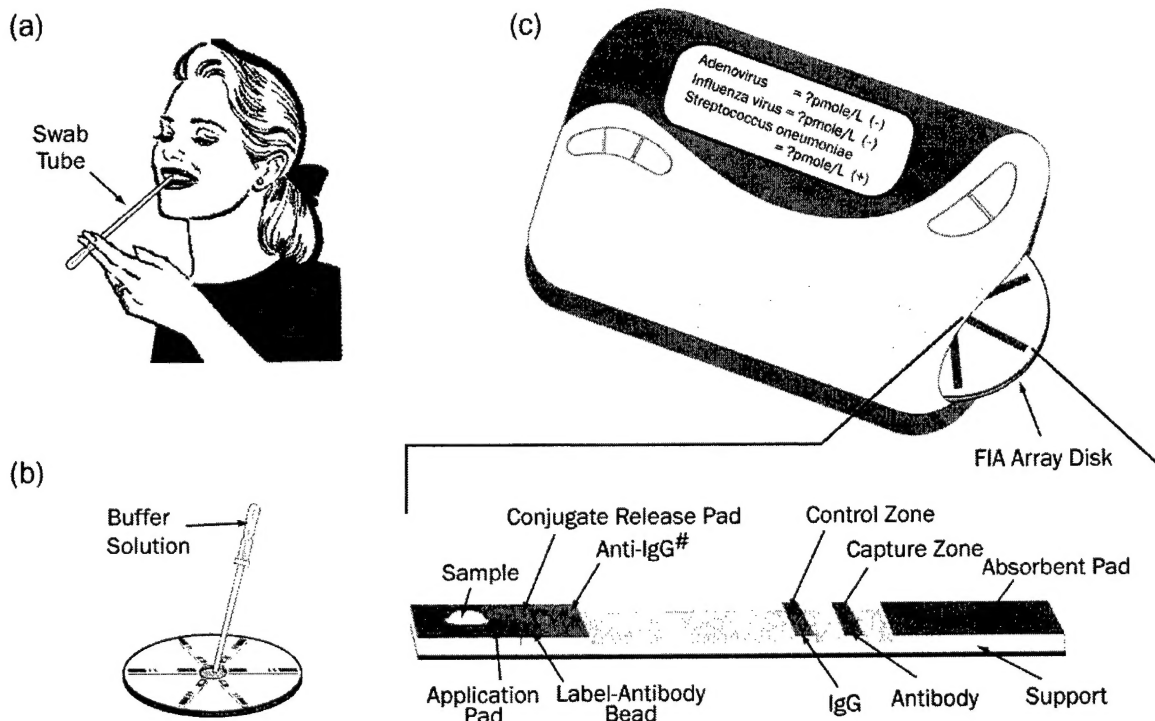 (a)
Swab
Tube
(c)
Adenovirus = ?pmole/L (-)
Influenza virus = ?pmole/L (-)
Streptococcus oneumoniae
= ?pmole/L (+)
FIA Array Disk
(b)
Buffer
Solution
Conjugate Release Pad
Anti-IgG#
Sample
Control Zone
Capture Zone
Absorbent Pad
Application
Pad
Label-Antibody
Bead
IgG
Antibody
Support